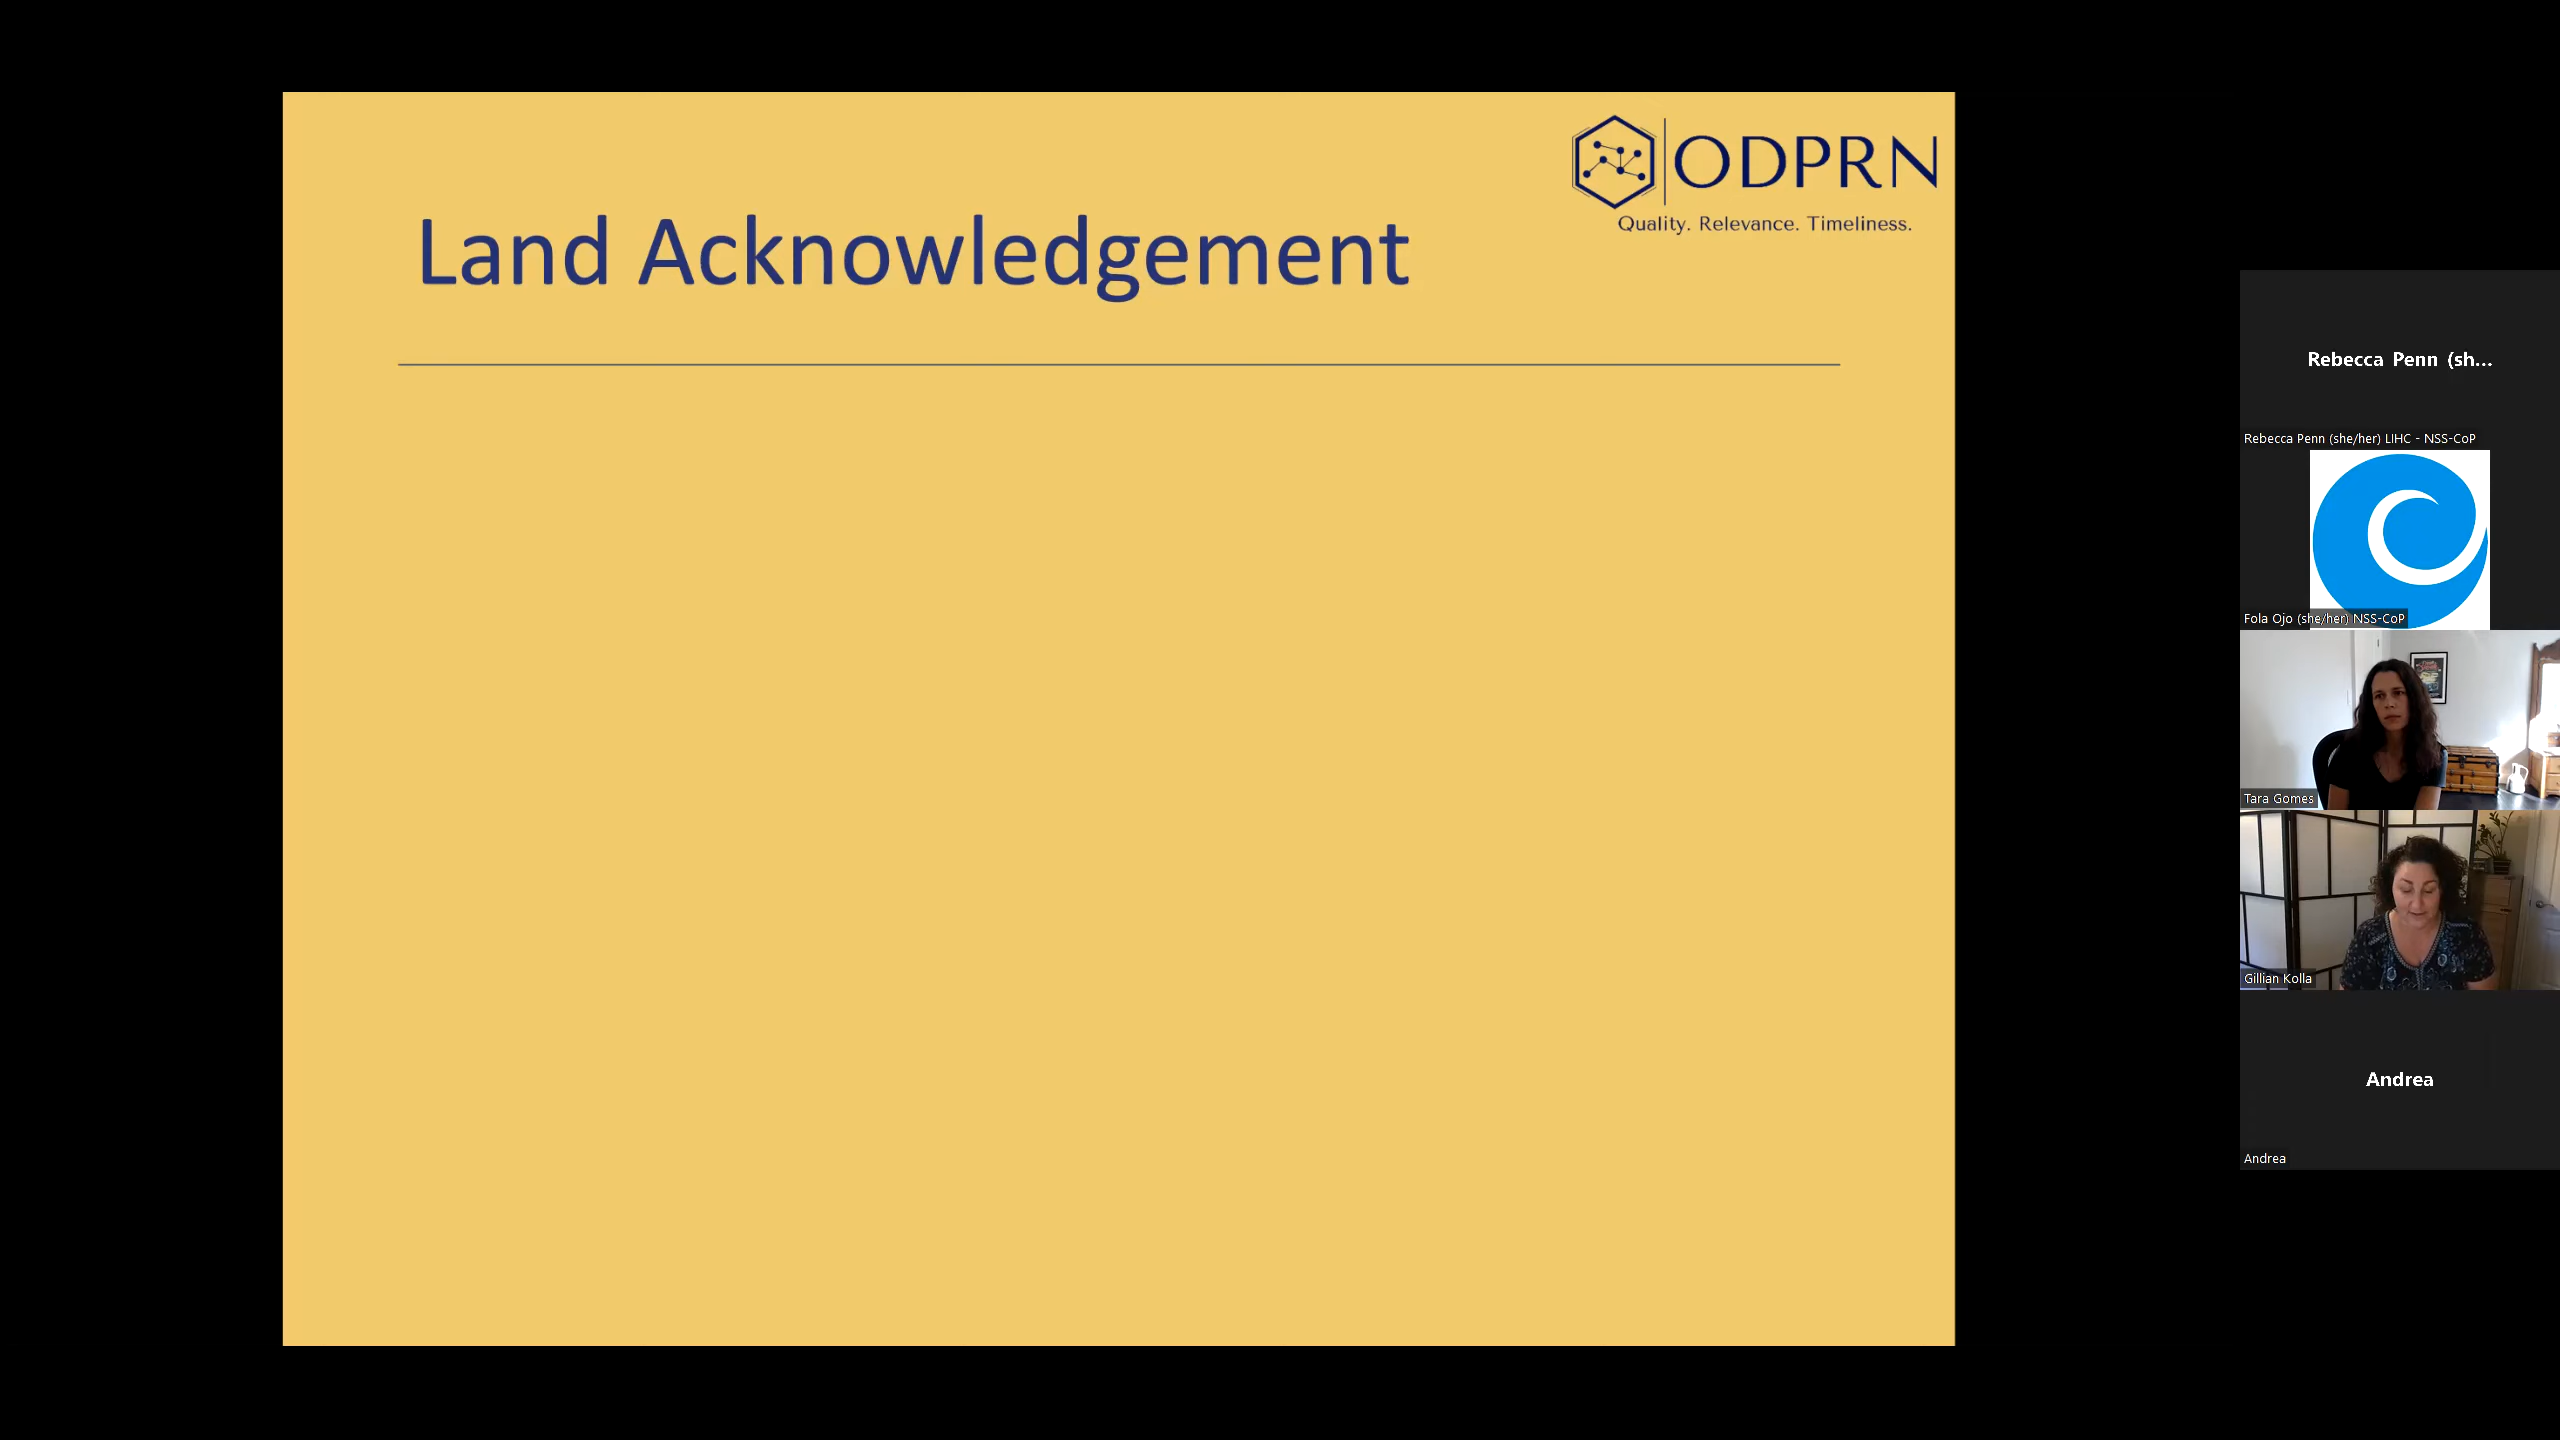 ODPRN
Quality. Relevance. Timeliness.
Land Acknowledgement
Rebecca Penn (sh...
Rebecca Penn (she/her) LIHC - NSS-CoP
Fola Ojo (she/her) NSS-CoP
Tara Gomes
Gillian Kolla
Andrea
Andrea